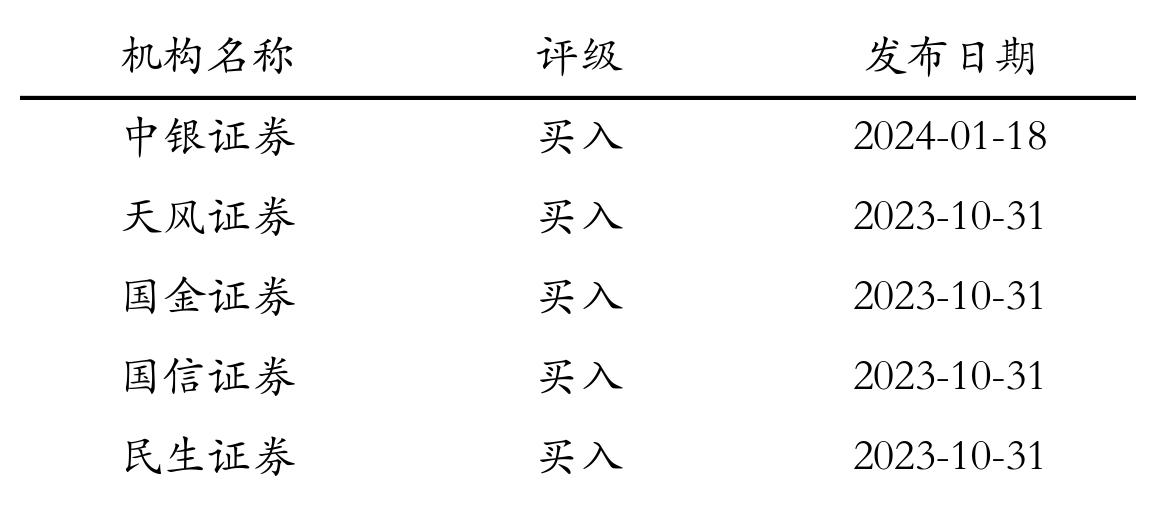 机构名称 评级 发布日期
中银证券 买入 2024-01-18
天风证券 买入 2023-10-31
国金证券 买入 2023-10-31
国信证券 买入 2023-10-31
民生证券 买入 2023-10-31